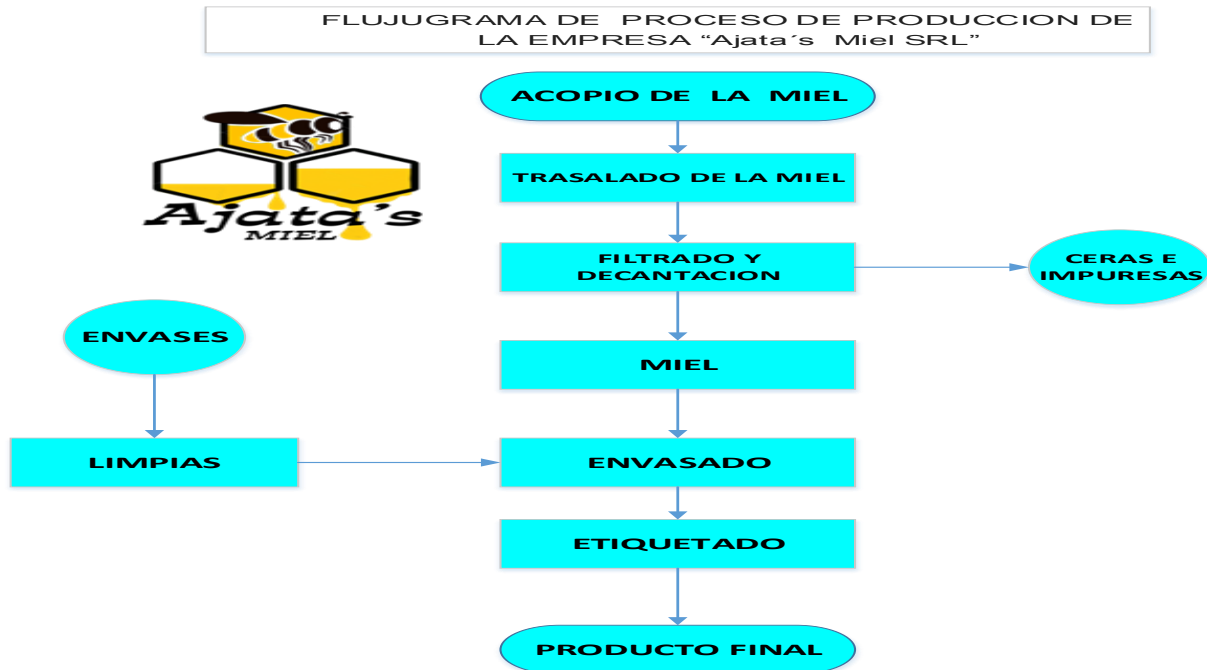 FLUJUGRAMA DE PROCESO DE PRODUCCION DE
LA EMPRESA “Ajata´s Miel SRL”
Ajata’s
MIEL
ACOPIO DE LA MIEL
TRASALADO DE LA MIEL
FILTRADO Y
DECANTACION
CERAS E
IMPURESAS
ENVASES
MIEL
LIMPIAS
ENVASADO
ETIQUETADO
PRODUCTO FINAL